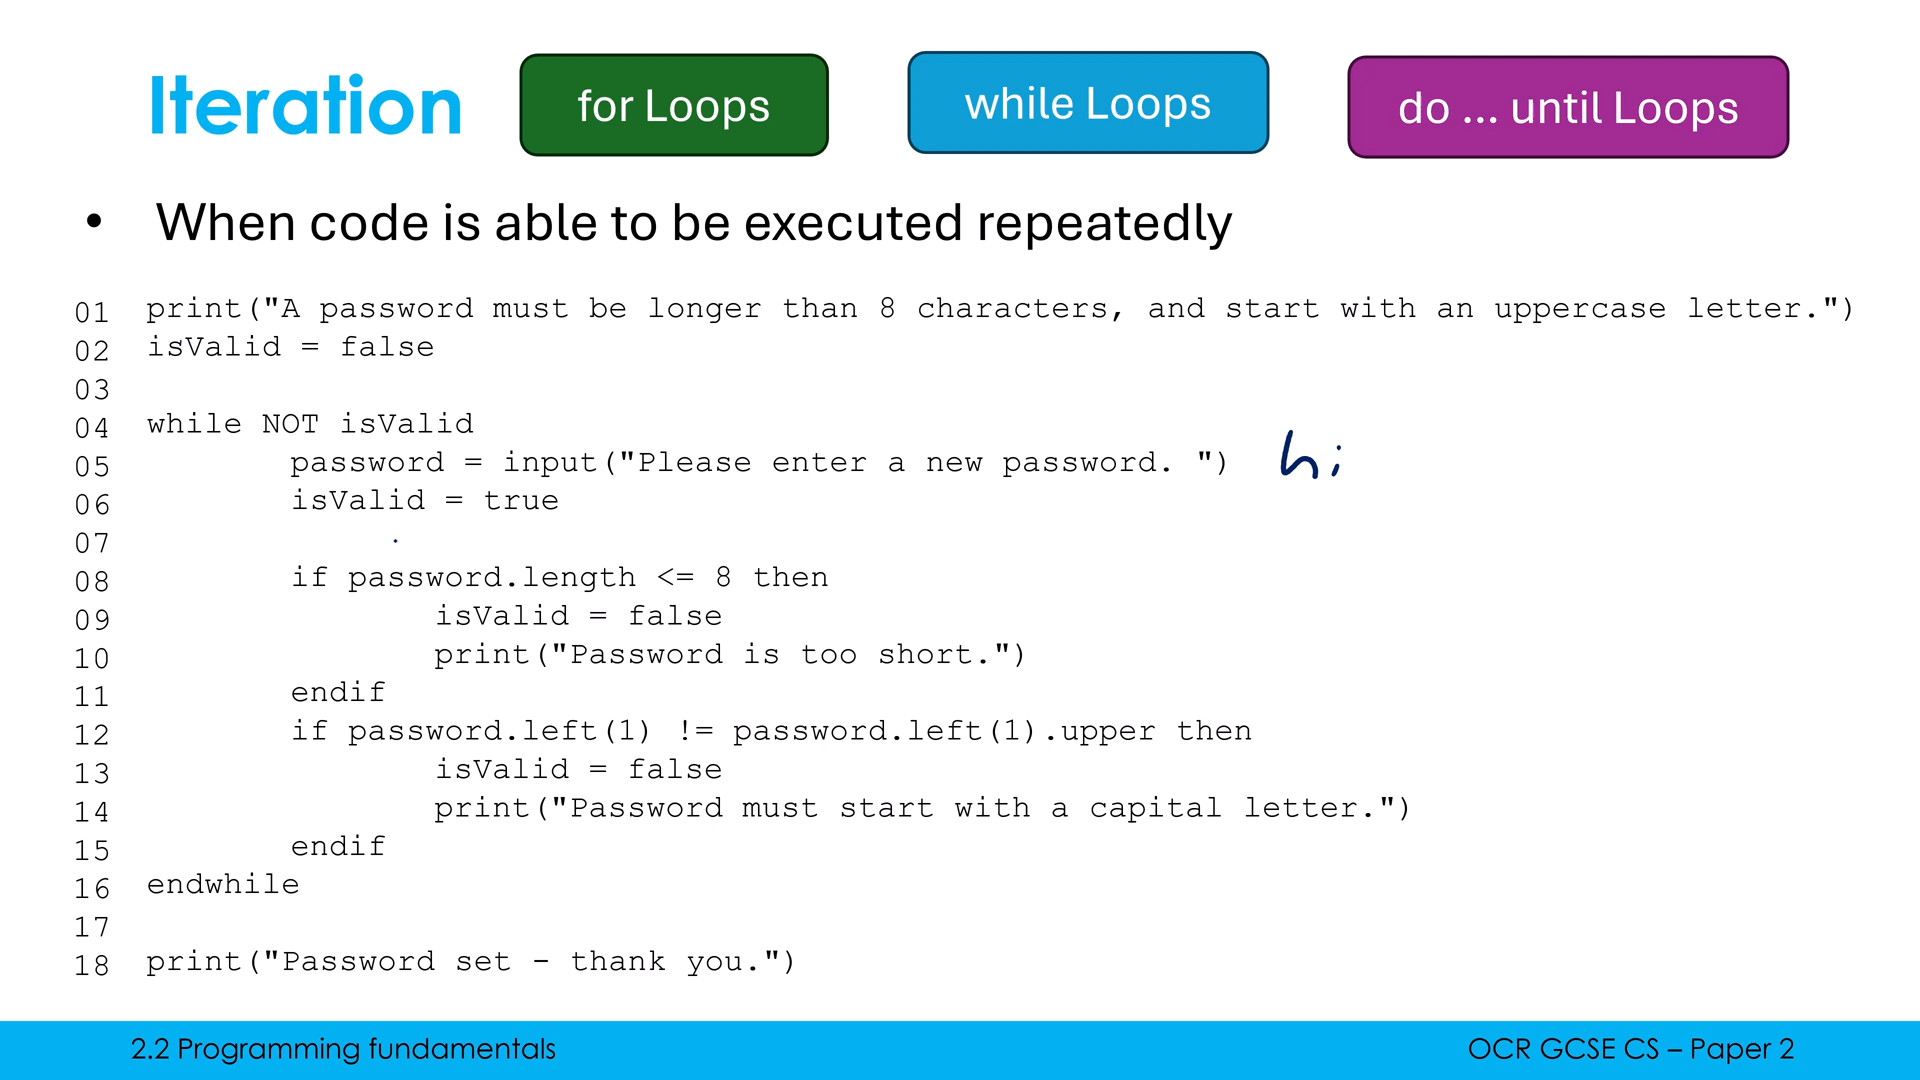 Iteration
for Loops
while Loops
do ... until Loops
• When code is able to be executed repeatedly
01 print("A password must be longer than 8 characters, and start with an uppercase letter.")
02 isValid = false
03
04 while NOT isValid
05 password = input("Please enter a new password. ") hi
06 isValid = true
07
08 if password.length <= 8 then
09 isValid = false
10 print("Password is too short.")
11 endif
12 if password.left(1) != password.left(1).upper then
13 isValid = false
14 print("Password must start with a capital letter.")
15 endif
16 endwhile
17
18 print("Password set - thank you.")
2.2 Programming fundamentals
OCR GCSE CS – Paper 2